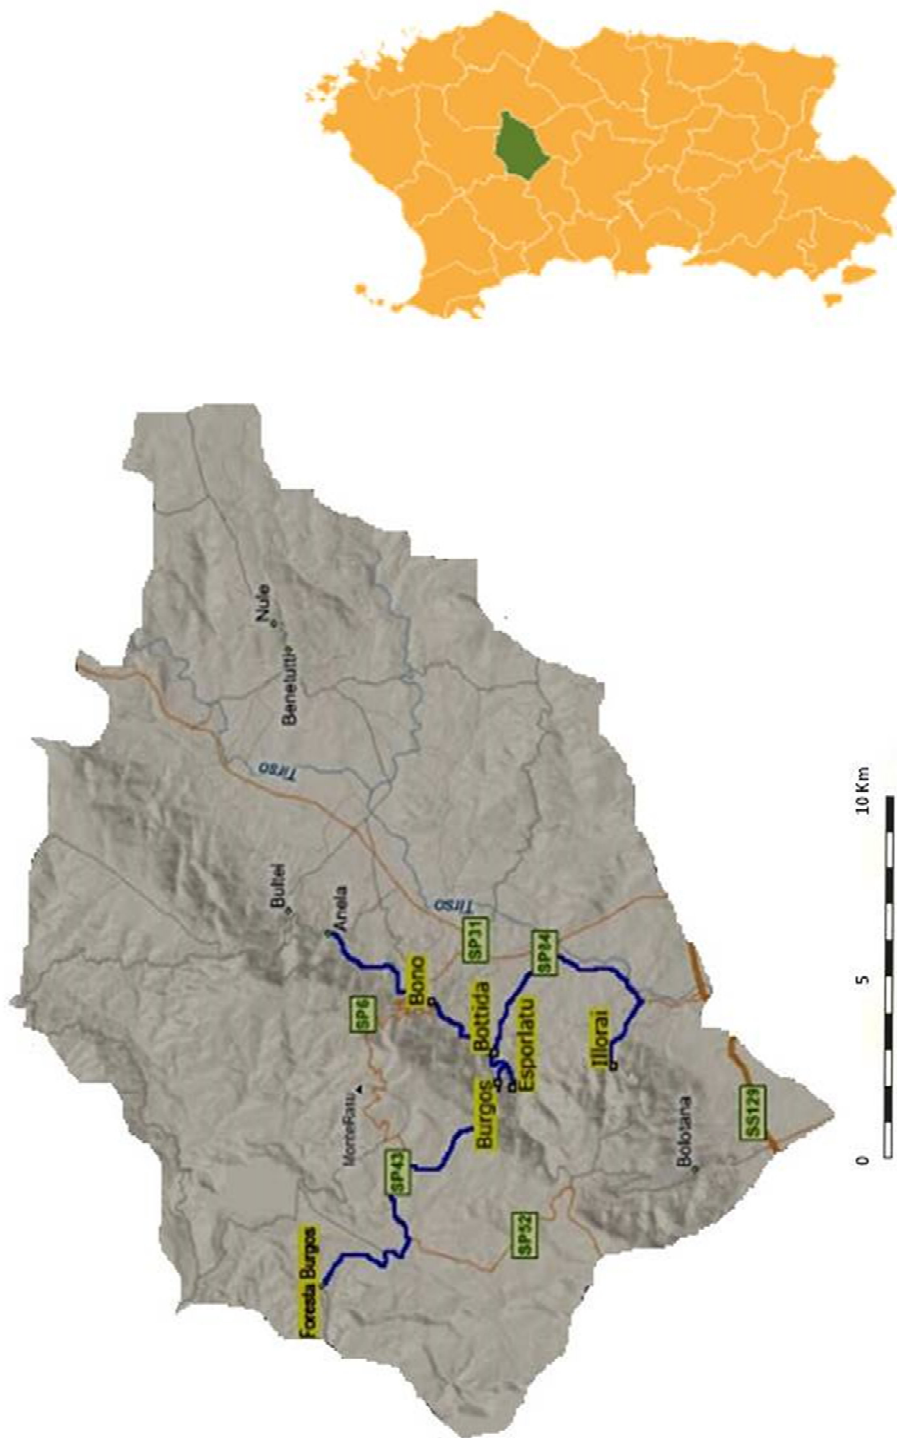 Nule
Tirso
Bultei
Benetutti
Foresta Burgos
Anela
MonteRasu
SP6
SP43
Bono
Tirso
SP31
Bottida
Burgos
Esporlatu
SP52
SP84
Illorai
Bolotana
SS129
0 5 10 Km